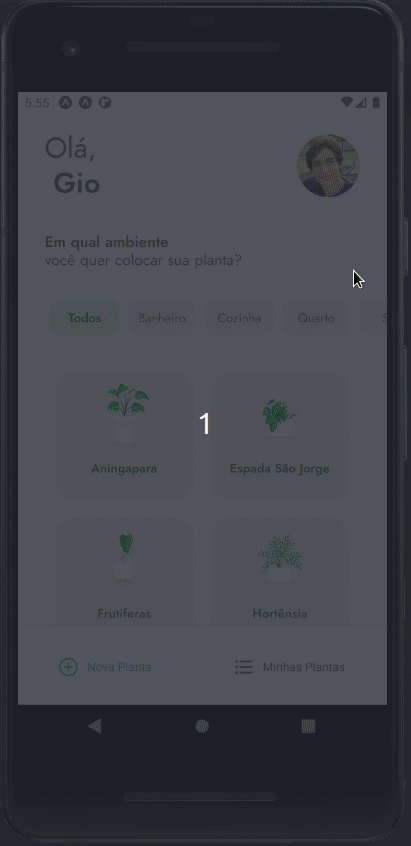 5:55
Olá,
Gio
Em qual ambiente
você quer colocar sua planta?
Todos Banheiro Cozinha Quarto S
1
Aningapara Espada São Jorge
Frutíferas Hortênsia
Nova Planta Minhas Plantas